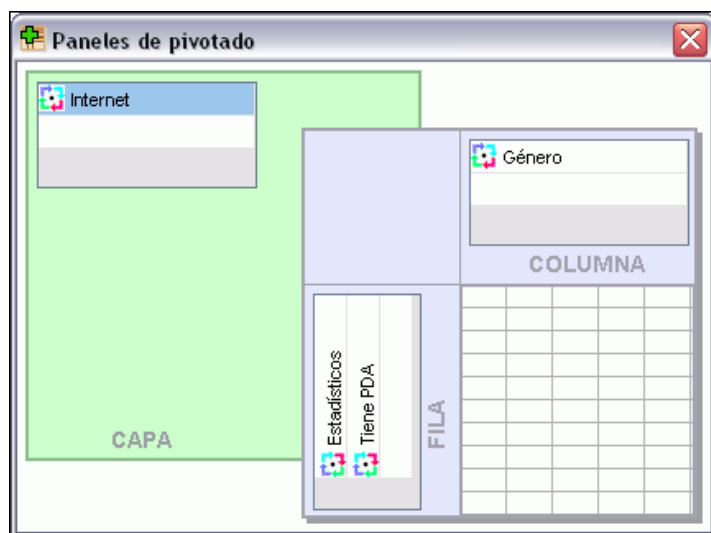 Paneles de pivotado
Internet
Género
COLUMNA
Estadísticos
Tiene PDA
FILA
CAPA